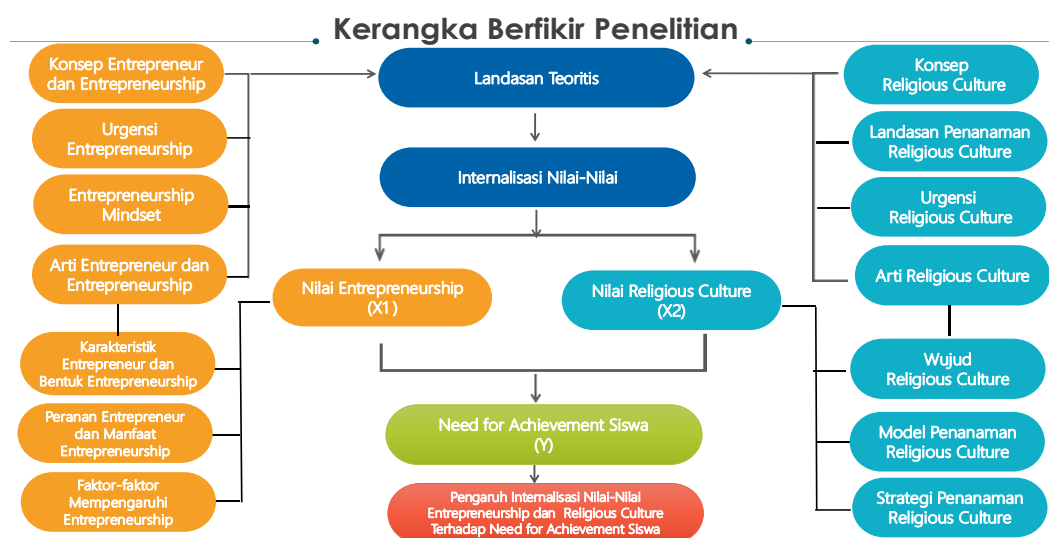 Kerangka Berfikir Penelitian
Konsep Entrepreneur
dan Entrepreneurship
Urgensi
Entrepreneurship
Entrepreneurship
Mindset
Arti Entrepreneur dan
Entrepreneurship
Karakteristik
Entrepreneur dan
Bentuk Entrepreneurship
Peranan Entrepreneur
dan Manfaat
Entrepreneurship
Faktor-faktor
Mempengaruhi
Entrepreneurship
Landasan Teoritis
Internalisasi Nilai-Nilai
Nilai Entrepreneurship
(X1)
Nilai Religious Culture
(X2)
Need for Achievement Siswa
(Y)
Pengaruh Internalisasi Nilai-Nilai
Entrepreneurship dan Religious Culture
Terhadap Need for Achievement Siswa
Konsep
Religious Culture
Landasan Penanaman
Religious Culture
Urgensi
Religious Culture
Arti Religious Culture
Wujud
Religious Culture
Model Penanaman
Religious Culture
Strategi Penanaman
Religious Culture